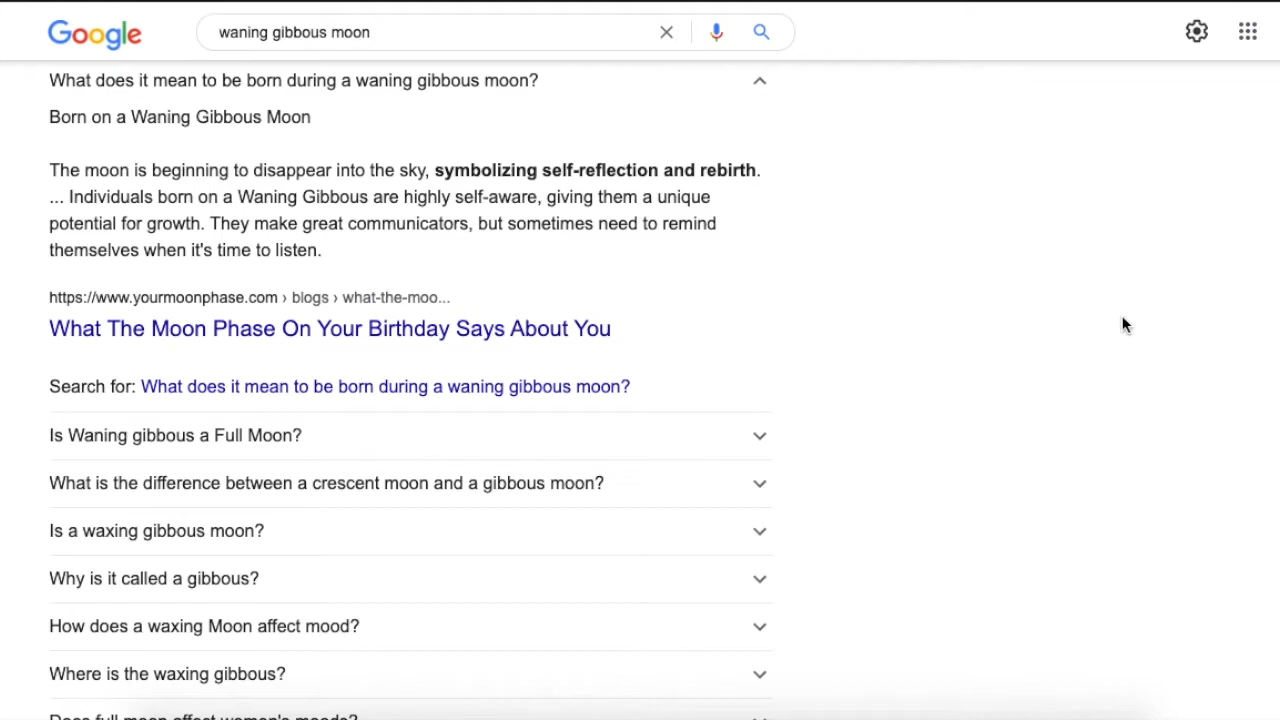 Google
waning gibbous moon
What does it mean to be born during a waning gibbous moon?
Born on a Waning Gibbous Moon
The moon is beginning to disappear into the sky, symbolizing self-reflection and rebirth.
... Individuals born on a Waning Gibbous are highly self-aware, giving them a unique
potential for growth. They make great communicators, but sometimes need to remind
themselves when it's time to listen.
https://www.yourmoonphase.com › blogs › what-the-moo...
What The Moon Phase On Your Birthday Says About You
Search for: What does it mean to be born during a waning gibbous moon?
Is Waning gibbous a Full Moon?
What is the difference between a crescent moon and a gibbous moon?
Is a waxing gibbous moon?
Why is it called a gibbous?
How does a waxing Moon affect mood?
Where is the waxing gibbous?
Does full moon affect women's moods?